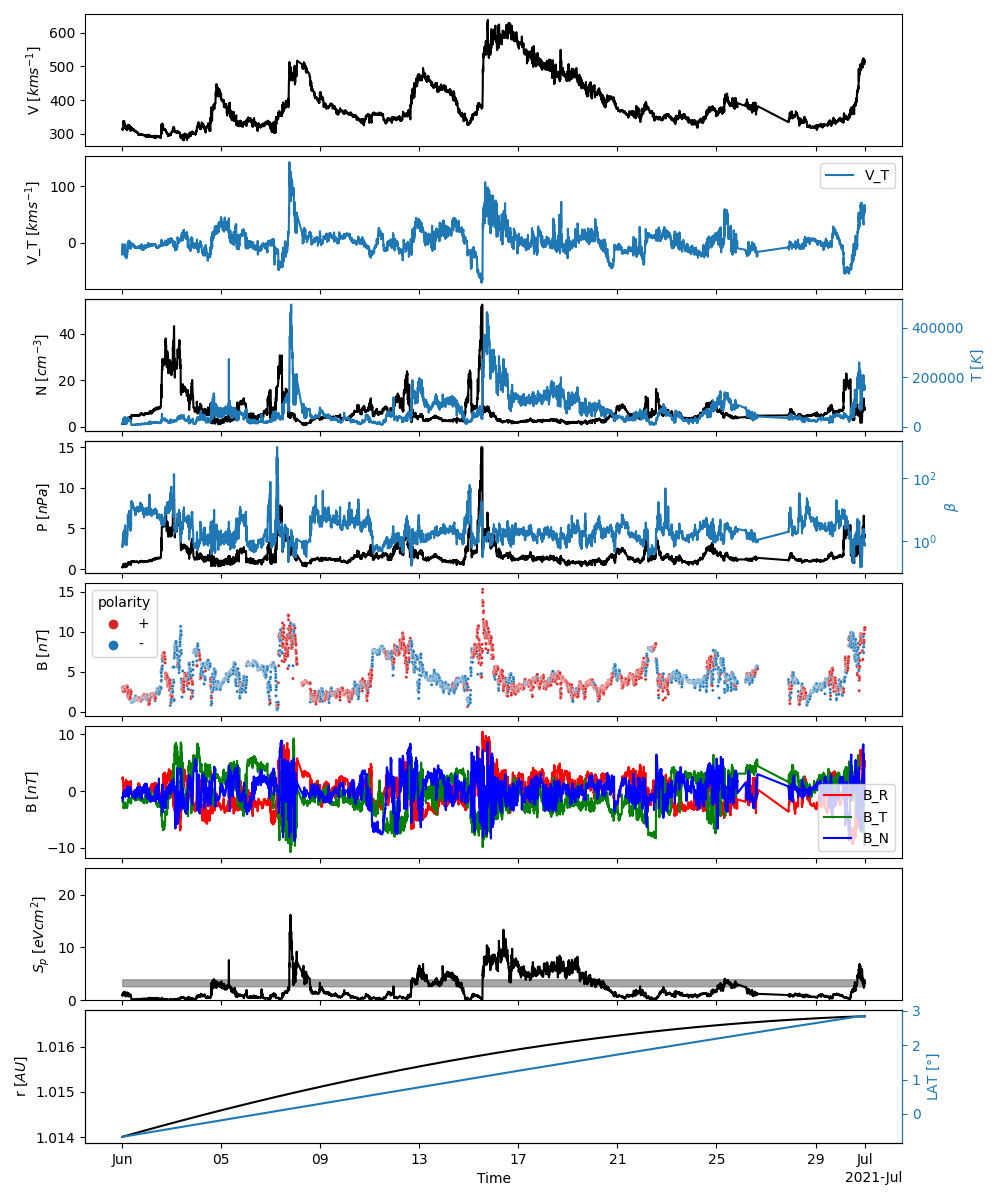 600
500
400
300
V [kms⁻¹]
100
0
V_T [kms⁻¹]
V_T
40
20
0
N [cm⁻³]
400000
200000
0
T [K]
15
10
5
0
P [nPa]
10²
10⁰
β
15
10
5
0
B [nT]
polarity
+
-
10
0
−10
B [nT]
B_R
B_T
B_N
20
10
0
S_p [eVcm²]
1.016
1.015
1.014
r [AU]
3
2
1
0
LAT [°]
Jun
05
09
13
17
21
25
29
Jul
Time
2021-Jul